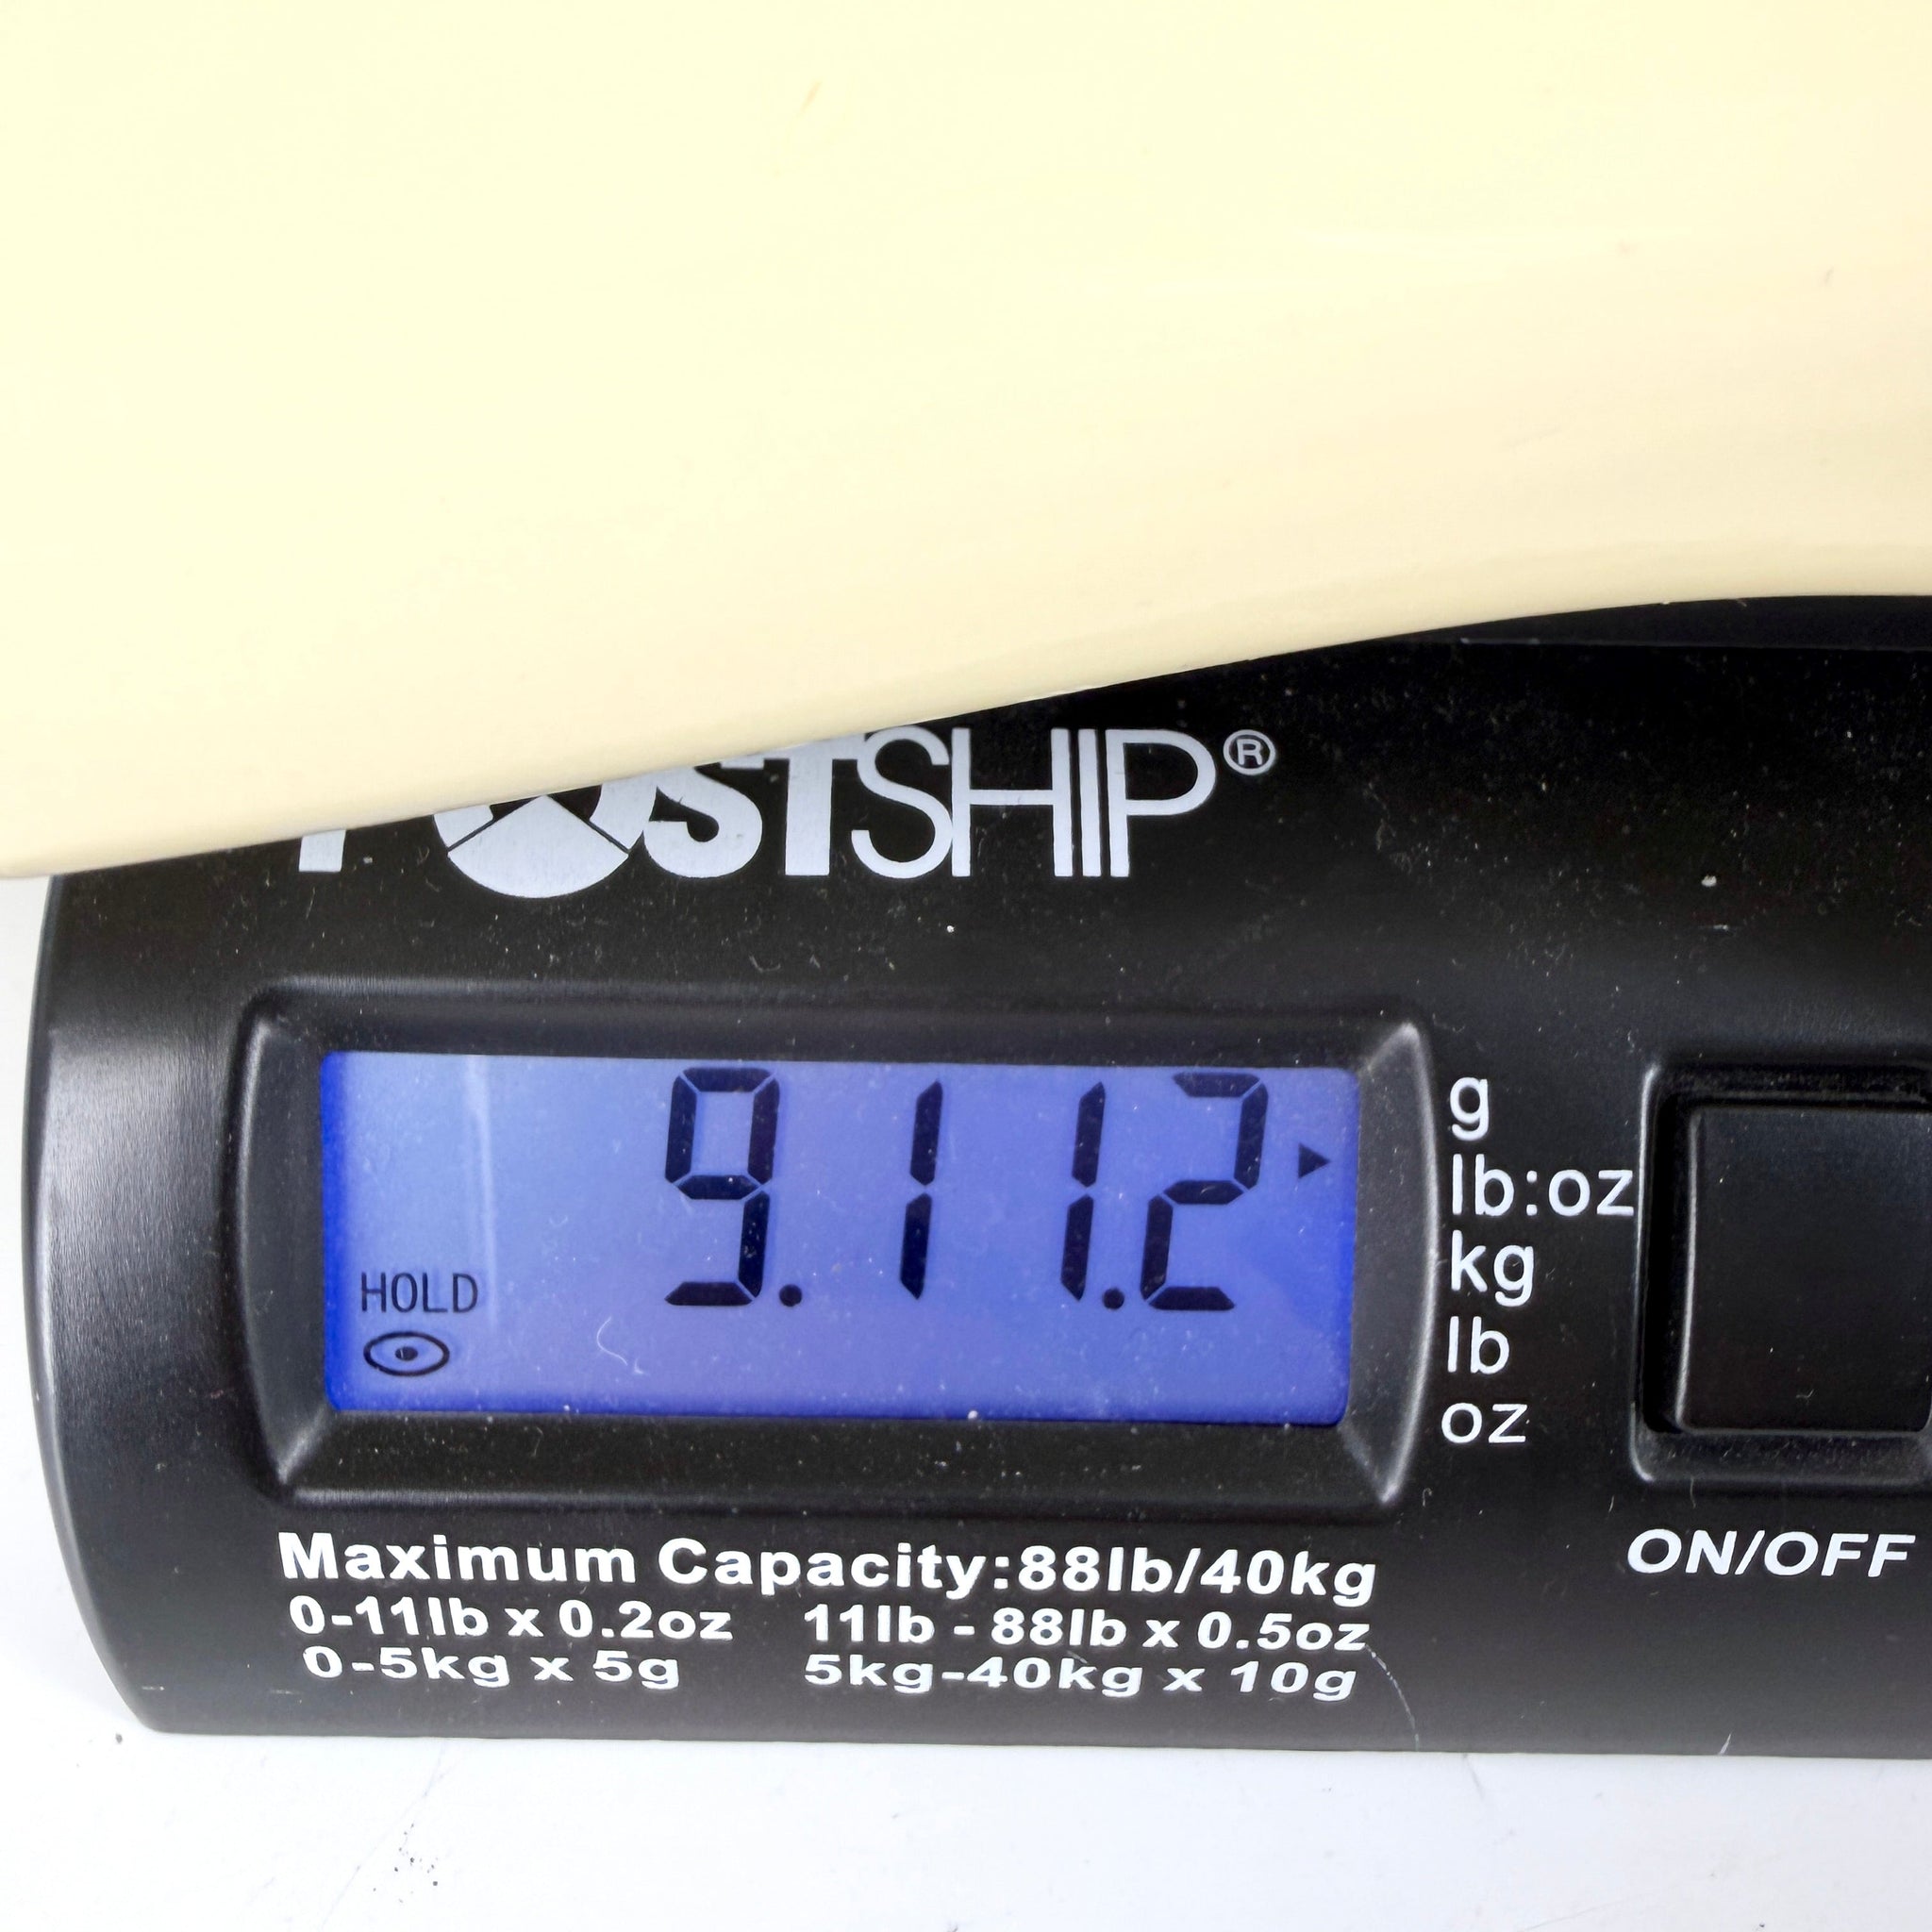 POSTSHIP®
9.11.2
HOLD
g
lb:oz
kg
lb
oz
Maximum Capacity:88lb/40kg
0-11lb x 0.2oz 11lb - 88lb x 0.5oz
0-5kg x 5g 5kg-40kg x 10g
ON/OFF